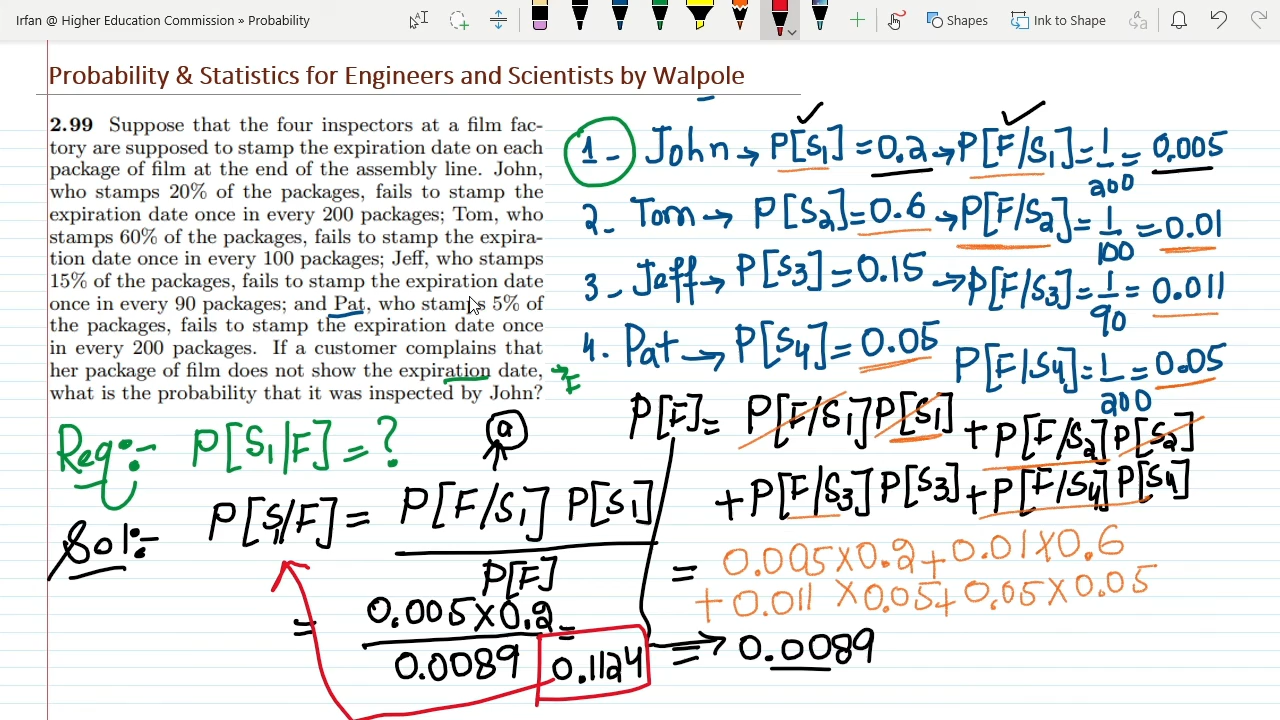 Irfan @ Higher Education Commission » Probability
Shapes
Ink to Shape
Probability & Statistics for Engineers and Scientists by Walpole
2.99 Suppose that the four inspectors at a film fac-
tory are supposed to stamp the expiration date on each
package of film at the end of the assembly line. John,
who stamps 20% of the packages, fails to stamp the
expiration date once in every 200 packages; Tom, who
stamps 60% of the packages, fails to stamp the expira-
tion date once in every 100 packages; Jeff, who stamps
15% of the packages, fails to stamp the expiration date
once in every 90 packages; and Pat, who stamps 5% of
the packages, fails to stamp the expiration date once
in every 200 packages. If a customer complains that
her package of film does not show the expiration date,
what is the probability that it was inspected by John?
→ F
1- John → P[S1] = 0.2 → P[F/S1] = 1/200 = 0.005
2- Tom → P[S2] = 0.6 → P[F/S2] = 1/100 = 0.01
3- Jeff → P[S3] = 0.15 → P[F/S3] = 1/90 = 0.011
4. Pat → P[S4] = 0.05 P[F/S4] = 1/200 = 0.05
Req:- P[S1/F] = ?
a
Sol:- P[S1/F] = P[F/S1] P[S1]
P[F]
= 0.005×0.2 =
0.0089 0.1124
P[F] = P[F/S1] P[S1] + P[F/S2] P[S2]
+ P[F/S3] P[S3] + P[F/S4] P[S4]
= 0.005×0.2 + 0.01×0.6
+ 0.011 × 0.05 + 0.05×0.05
= 0.0089